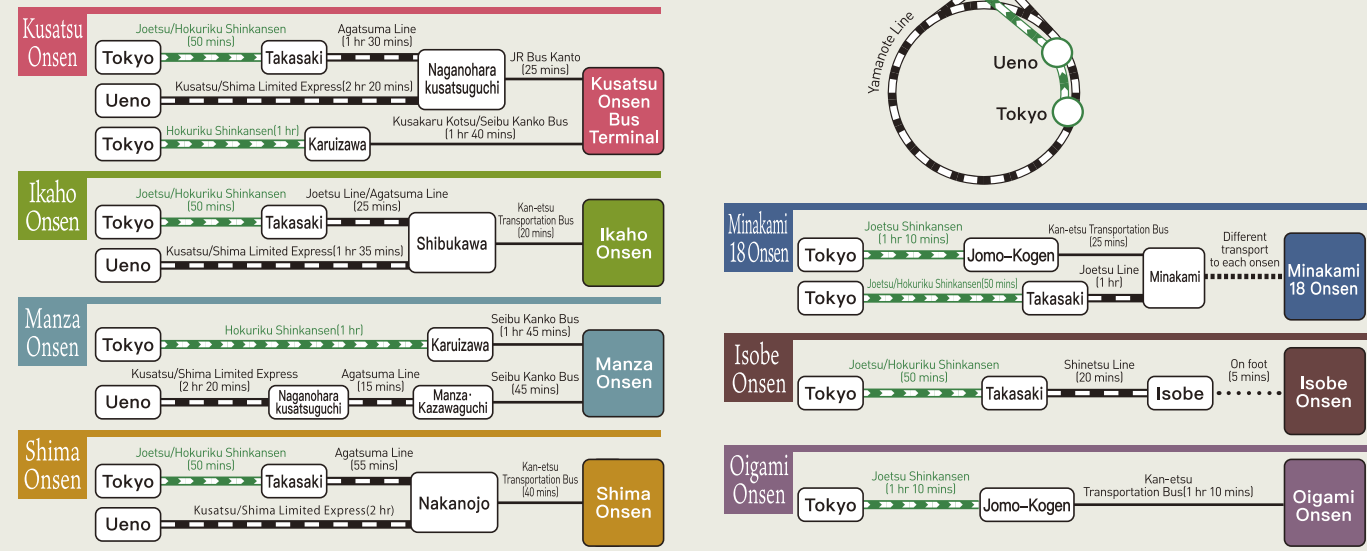 Kusatsu
Onsen
Joetsu/Hokuriku Shinkansen
(50 mins)
Agatsuma Line
(1 hr 30 mins)
Tokyo
Takasaki
Naganohara
kusatsuguchi
JR Bus Kanto
(25 mins)
Kusatsu/Shima Limited Express(2 hr 20 mins)
Ueno
Kusatsu
Onsen
Bus
Terminal
Hokuriku Shinkansen(1 hr)
Kusakaru Kotsu/Seibu Kanko Bus
(1 hr 40 mins)
Tokyo
Karuizawa
Ikaho
Onsen
Joetsu/Hokuriku Shinkansen
(50 mins)
Joetsu Line/Agatsuma Line
(25 mins)
Tokyo
Takasaki
Shibukawa
Kan-etsu
Transportation Bus
(20 mins)
Ikaho
Onsen
Kusatsu/Shima Limited Express(1 hr 35 mins)
Ueno
Manza
Onsen
Hokuriku Shinkansen(1 hr)
Seibu Kanko Bus
(1 hr 45 mins)
Tokyo
Karuizawa
Manza
Onsen
Kusatsu/Shima Limited Express
(2 hr 20 mins)
Agatsuma Line
(15 mins)
Seibu Kanko Bus
(45 mins)
Ueno
Naganohara
kusatsuguchi
Manza·
Kazawaguchi
Shima
Onsen
Joetsu/Hokuriku Shinkansen
(50 mins)
Agatsuma Line
(55 mins)
Tokyo
Takasaki
Nakanojo
Kan-etsu
Transportation Bus
(40 mins)
Shima
Onsen
Kusatsu/Shima Limited Express(2 hr)
Ueno
Yamanote Line
Ueno
Tokyo
Minakami
18 Onsen
Joetsu Shinkansen
(1 hr 10 mins)
Kan-etsu Transportation Bus
(25 mins)
Different
transport
to each onsen
Tokyo
Jomo-Kogen
Minakami
Minakami
18 Onsen
Joetsu/Hokuriku Shinkansen(50 mins)
Joetsu Line
(1 hr)
Tokyo
Takasaki
Isobe
Onsen
Joetsu/Hokuriku Shinkansen
(50 mins)
Shinetsu Line
(20 mins)
On foot
(5 mins)
Tokyo
Takasaki
Isobe
Isobe
Onsen
Oigami
Onsen
Joetsu Shinkansen
(1 hr 10 mins)
Kan-etsu
Transportation Bus(1 hr 10 mins)
Tokyo
Jomo-Kogen
Oigami
Onsen